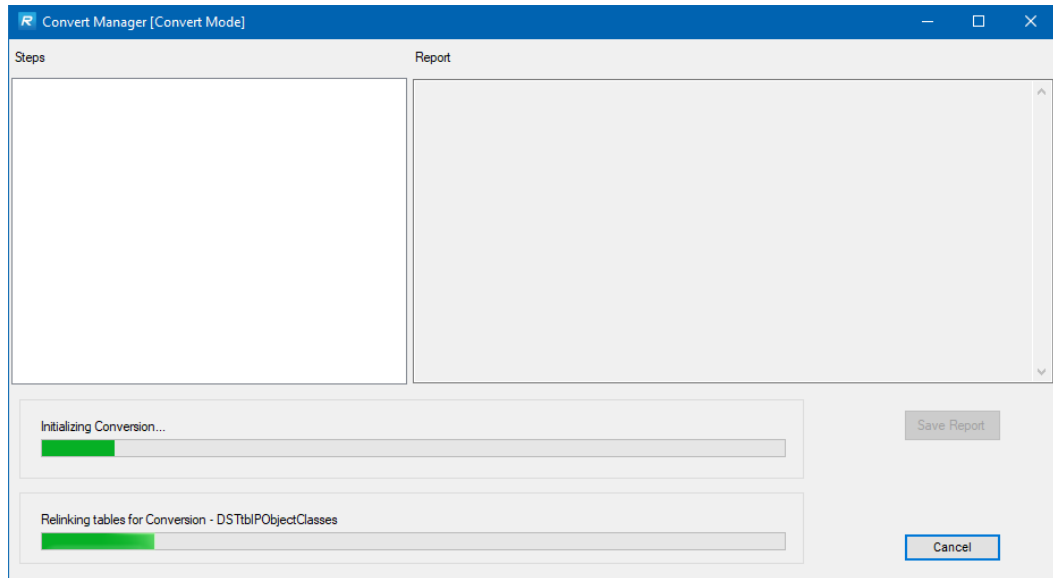 R Convert Manager [Convert Mode]
Steps
Report
Initializing Conversion...
Save Report
Relinking tables for Conversion - DSTtblPObjectClasses
Cancel